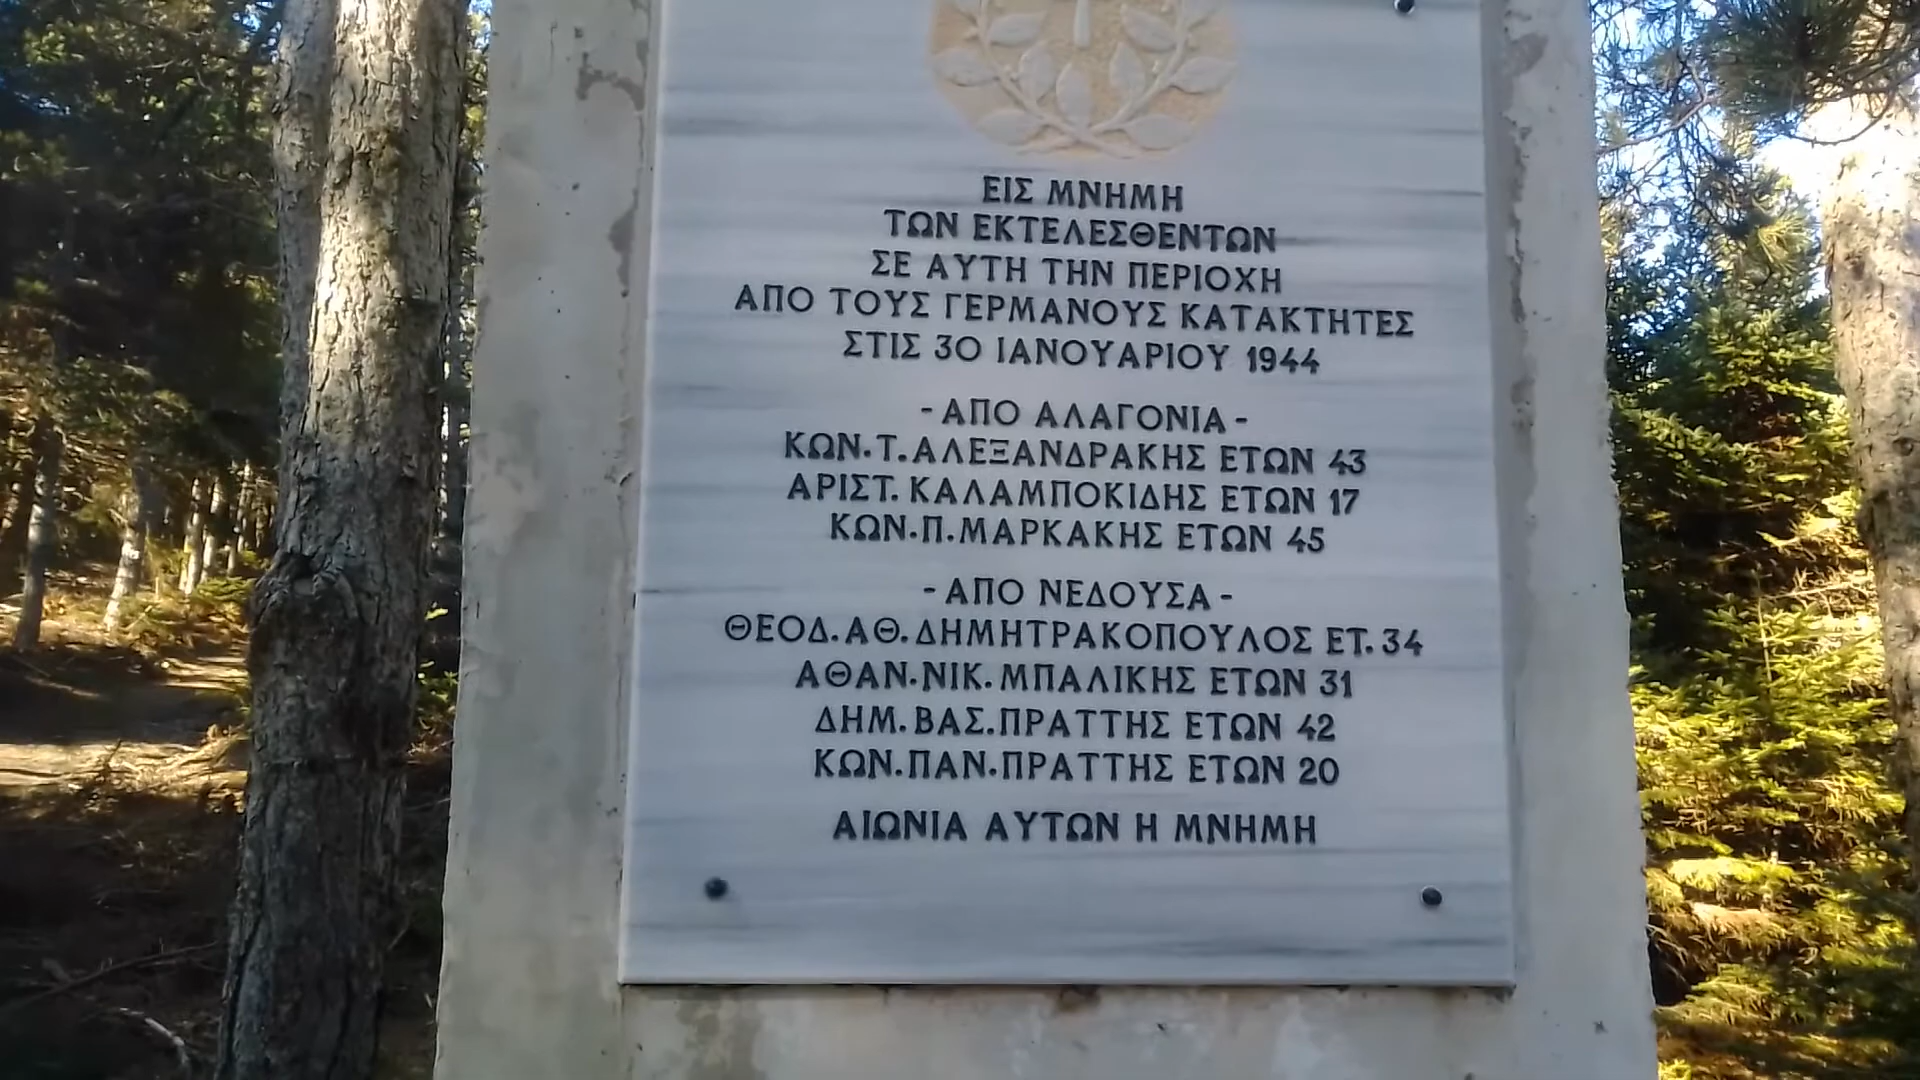 ΕΙΣ ΜΝΗΜΗ
ΤΩΝ ΕΚΤΕΛΕΣΘΕΝΤΩΝ
ΣΕ ΑΥΤΗ ΤΗΝ ΠΕΡΙΟΧΗ
ΑΠΟ ΤΟΥΣ ΓΕΡΜΑΝΟΥΣ ΚΑΤΑΚΤΗΤΕΣ
ΣΤΙΣ 30 ΙΑΝΟΥΑΡΙΟΥ 1944
-ΑΠΟ ΑΛΑΓΟΝΙΑ-
ΚΩΝ.Τ.ΑΛΕΞΑΝΔΡΑΚΗΣ ΕΤΩΝ 43
ΑΡΙΣΤ. ΚΑΛΑΜΠΟΚΙΔΗΣ ΕΤΩΝ 17
ΚΩΝ.Π.ΜΑΡΚΑΚΗΣ ΕΤΩΝ 45
-ΑΠΟ ΝΕΔΟΥΣΑ-
ΘΕΟΔ.ΑΘ.ΔΗΜΗΤΡΑΚΟΠΟΥΛΟΣ ΕΤ.34
ΑΘΑΝ.ΝΙΚ.ΜΠΑΛΙΚΗΣ ΕΤΩΝ 31
ΔΗΜ.ΒΑΣ.ΠΡΑΤΤΗΣ ΕΤΩΝ 42
ΚΩΝ.ΠΑΝ.ΠΡΑΤΤΗΣ ΕΤΩΝ 20
ΑΙΩΝΙΑ ΑΥΤΩΝ Η ΜΝΗΜΗ